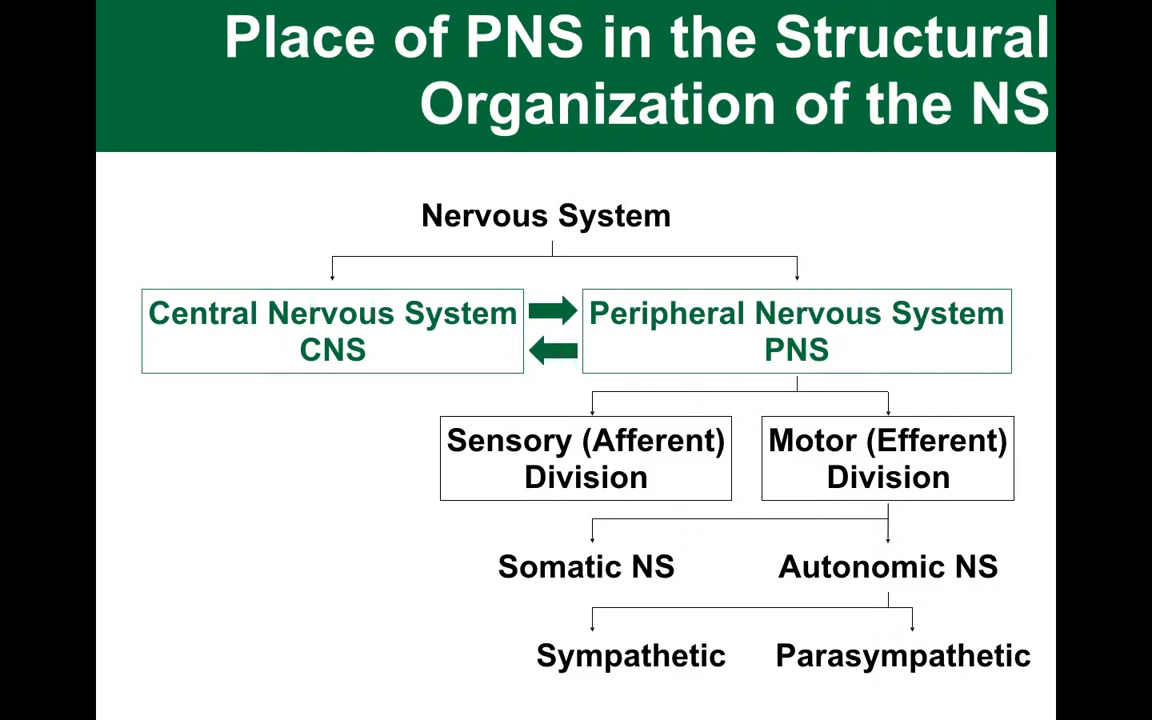 Place of PNS in the Structural
Organization of the NS
Nervous System
Central Nervous System
CNS
Peripheral Nervous System
PNS
Sensory (Afferent)
Division
Motor (Efferent)
Division
Somatic NS
Autonomic NS
Sympathetic
Parasympathetic